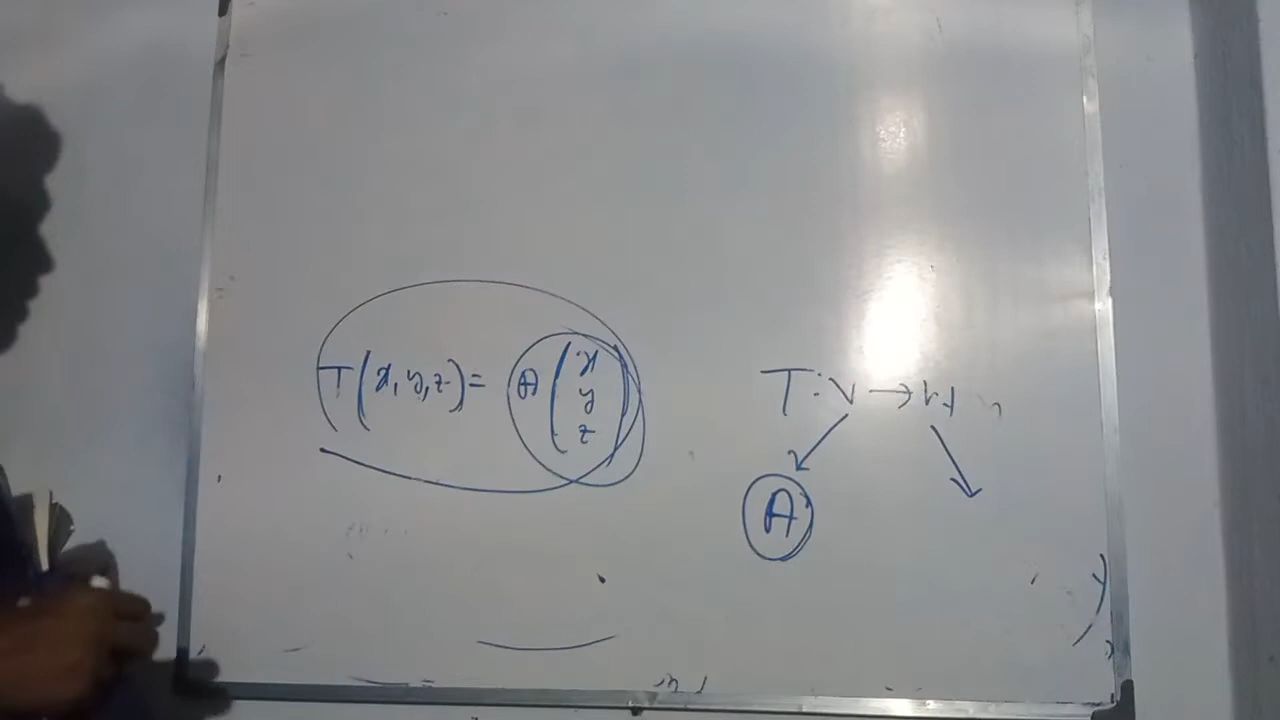 T(x, y, z) = A(x
y
z)
T: V → W
A